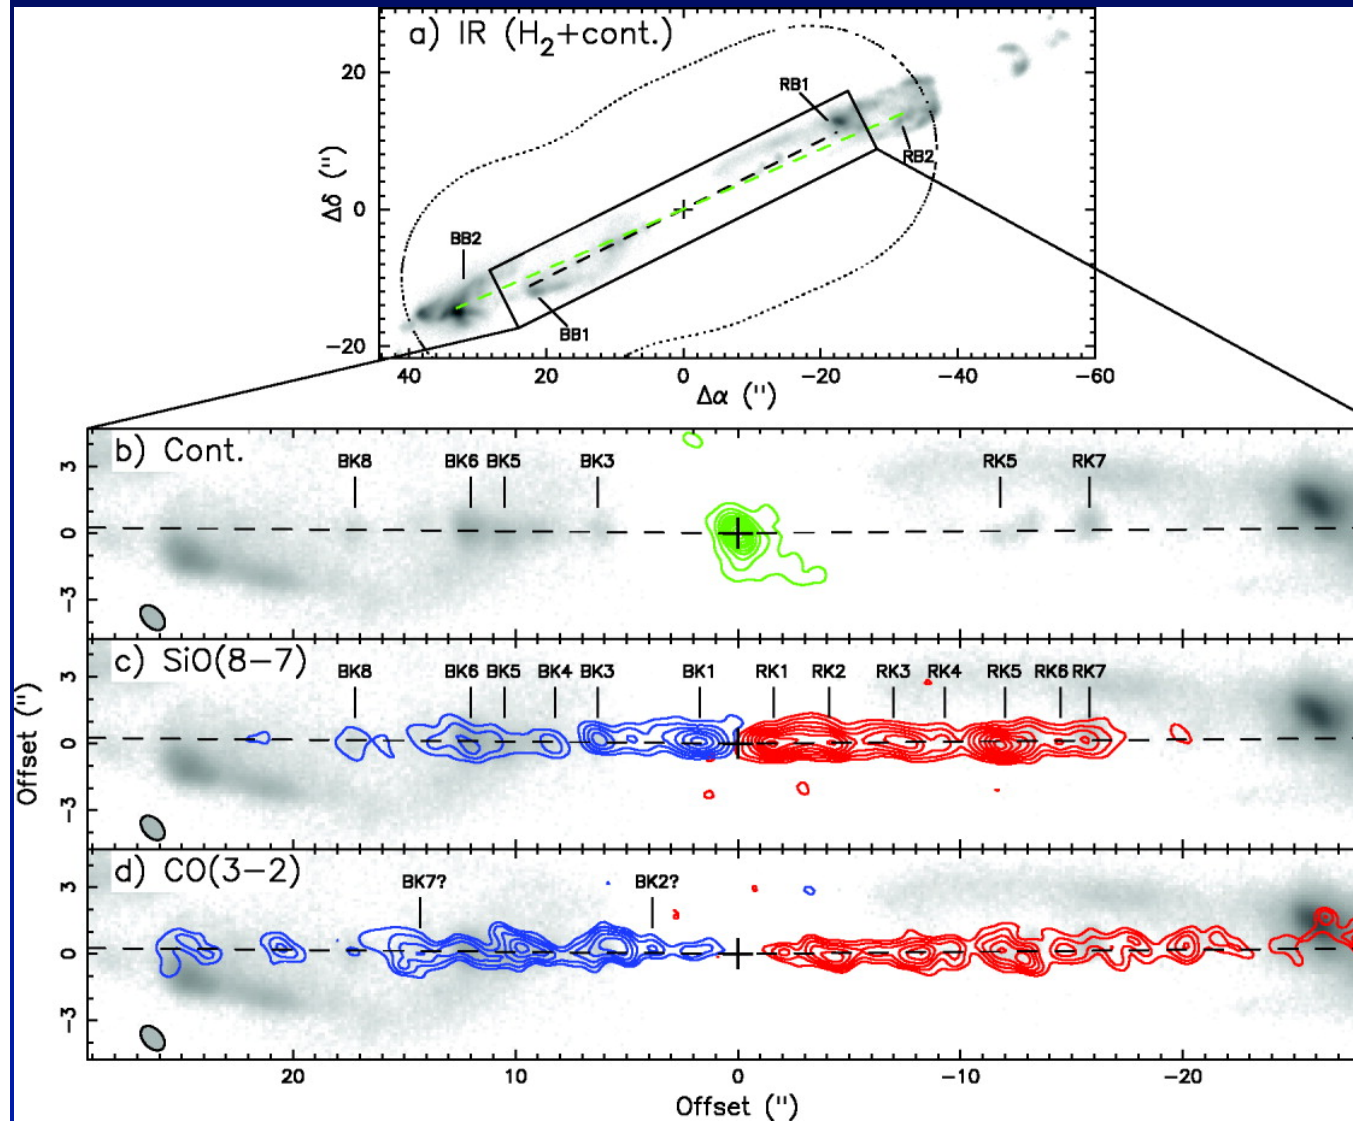 a) IR (H₂+cont.)
RB1
RB2
BB2
BB1
20
0
−20
Δδ (")
40 20 0 −20 −40 −60
Δα (")
b) Cont.
BK8 BK6 BK5 BK3 RK5 RK7
3
0
−3
c) SiO(8−7)
BK8 BK6 BK5 BK4 BK3 BK1 RK1 RK2 RK3 RK4 RK5 RK6 RK7
3
0
−3
Offset (")
d) CO(3−2)
BK7? BK2?
3
0
−3
20 10 0 −10 −20
Offset (")